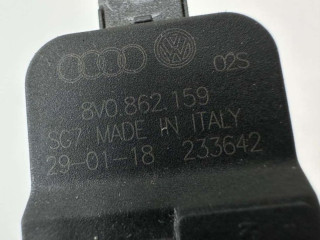 02S
8V0.862.159
SG7 MADE IN ITALY
29-01-18 233642